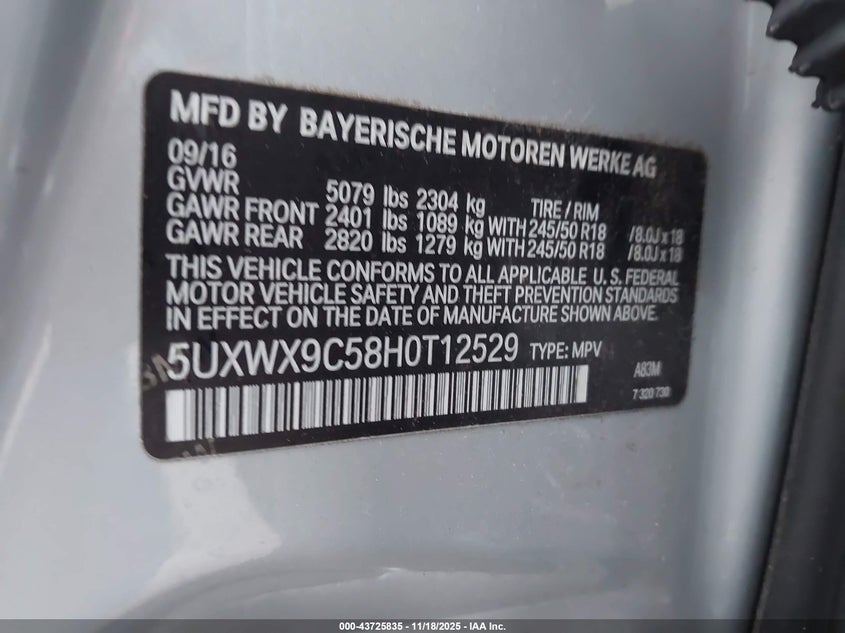 MFD BY BAYERISCHE MOTOREN WERKE AG
09/16
GVWR 5079 lbs 2304 kg TIRE / RIM
GAWR FRONT 2401 lbs 1089 kg WITH 245/50 R18 /8.0J x 18
GAWR REAR 2820 lbs 1279 kg WITH 245/50 R18 /8.0J x 18
THIS VEHICLE CONFORMS TO ALL APPLICABLE U. S. FEDERAL
MOTOR VEHICLE SAFETY AND THEFT PREVENTION STANDARDS
IN EFFECT ON THE DATE OF MANUFACTURE SHOWN ABOVE.
5UXWX9C58H0T12529 TYPE: MPV A83M
7 320 730
000-43725835 - 11/18/2025 - IAA Inc.